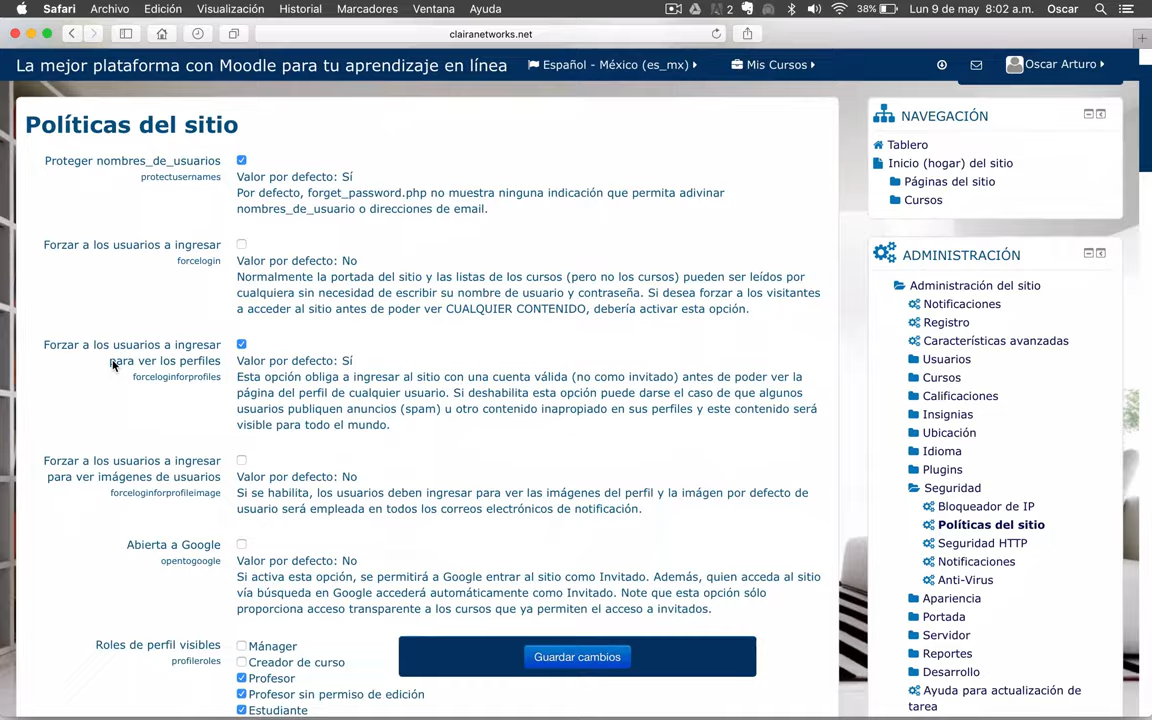 Safari Archivo Edición Visualización Historial Marcadores Ventana Ayuda 2 38% Lun 9 de may 8:02 a.m. Oscar
clairanetworks.net
La mejor plataforma con Moodle para tu aprendizaje en línea Español - México (es_mx) Mis Cursos Oscar Arturo
Políticas del sitio
Proteger nombres_de_usuarios
protectusernames
Valor por defecto: Sí
Por defecto, forget_password.php no muestra ninguna indicación que permita adivinar
nombres_de_usuario o direcciones de email.
Forzar a los usuarios a ingresar
forcelogin
Valor por defecto: No
Normalmente la portada del sitio y las listas de los cursos (pero no los cursos) pueden ser leídos por
cualquiera sin necesidad de escribir su nombre de usuario y contraseña. Si desea forzar a los visitantes
a acceder al sitio antes de poder ver CUALQUIER CONTENIDO, debería activar esta opción.
Forzar a los usuarios a ingresar
para ver los perfiles
forceloginforprofiles
Valor por defecto: Sí
Esta opción obliga a ingresar al sitio con una cuenta válida (no como invitado) antes de poder ver la
página del perfil de cualquier usuario. Si deshabilita esta opción puede darse el caso de que algunos
usuarios publiquen anuncios (spam) u otro contenido inapropiado en sus perfiles y este contenido será
visible para todo el mundo.
Forzar a los usuarios a ingresar
para ver imágenes de usuarios
forceloginforprofileimage
Valor por defecto: No
Si se habilita, los usuarios deben ingresar para ver las imágenes del perfil y la imágen por defecto de
usuario será empleada en todos los correos electrónicos de notificación.
Abierta a Google
opentogoogle
Valor por defecto: No
Si activa esta opción, se permitirá a Google entrar al sitio como Invitado. Además, quien acceda al sitio
vía búsqueda en Google accederá automáticamente como Invitado. Note que esta opción sólo
proporciona acceso transparente a los cursos que ya permiten el acceso a invitados.
Roles de perfil visibles
profileroles
Mánager
Creador de curso
Profesor
Profesor sin permiso de edición
Estudiante
Guardar cambios
NAVEGACIÓN
Tablero
Inicio (hogar) del sitio
Páginas del sitio
Cursos
ADMINISTRACIÓN
Administración del sitio
Notificaciones
Registro
Características avanzadas
Usuarios
Cursos
Calificaciones
Insignias
Ubicación
Idioma
Plugins
Seguridad
Bloqueador de IP
Políticas del sitio
Seguridad HTTP
Notificaciones
Anti-Virus
Apariencia
Portada
Servidor
Reportes
Desarrollo
Ayuda para actualización de
tarea